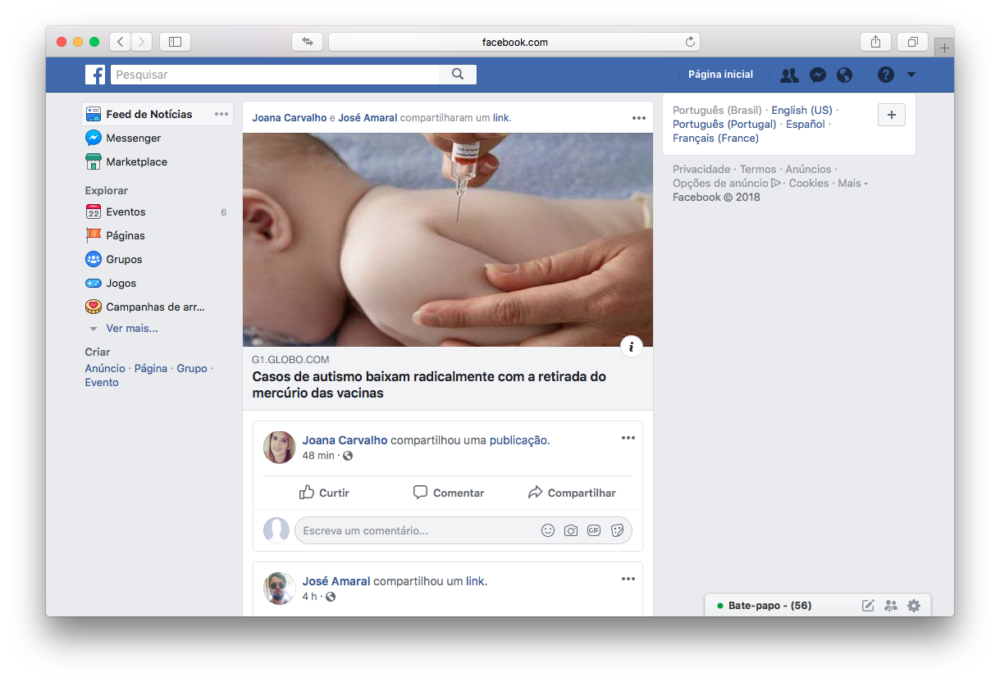 facebook.com
Pesquisar
Página inicial
Feed de Notícias
Messenger
Marketplace
Explorar
22
Eventos 6
Páginas
Grupos
Jogos
Campanhas de arr...
Ver mais...
Criar
Anúncio · Página · Grupo ·
Evento
Joana Carvalho e José Amaral compartilharam um link.
G1.GLOBO.COM
Casos de autismo baixam radicalmente com a retirada do
mercúrio das vacinas
Joana Carvalho compartilhou uma publicação.
48 min ·
Curtir Comentar Compartilhar
Escreva um comentário... GIF
José Amaral compartilhou um link.
4 h ·
Português (Brasil) · English (US) ·
Português (Portugal) · Español ·
Français (France)
Privacidade · Termos · Anúncios ·
Opções de anúncio · Cookies · Mais
Facebook © 2018
Bate-papo - (56)